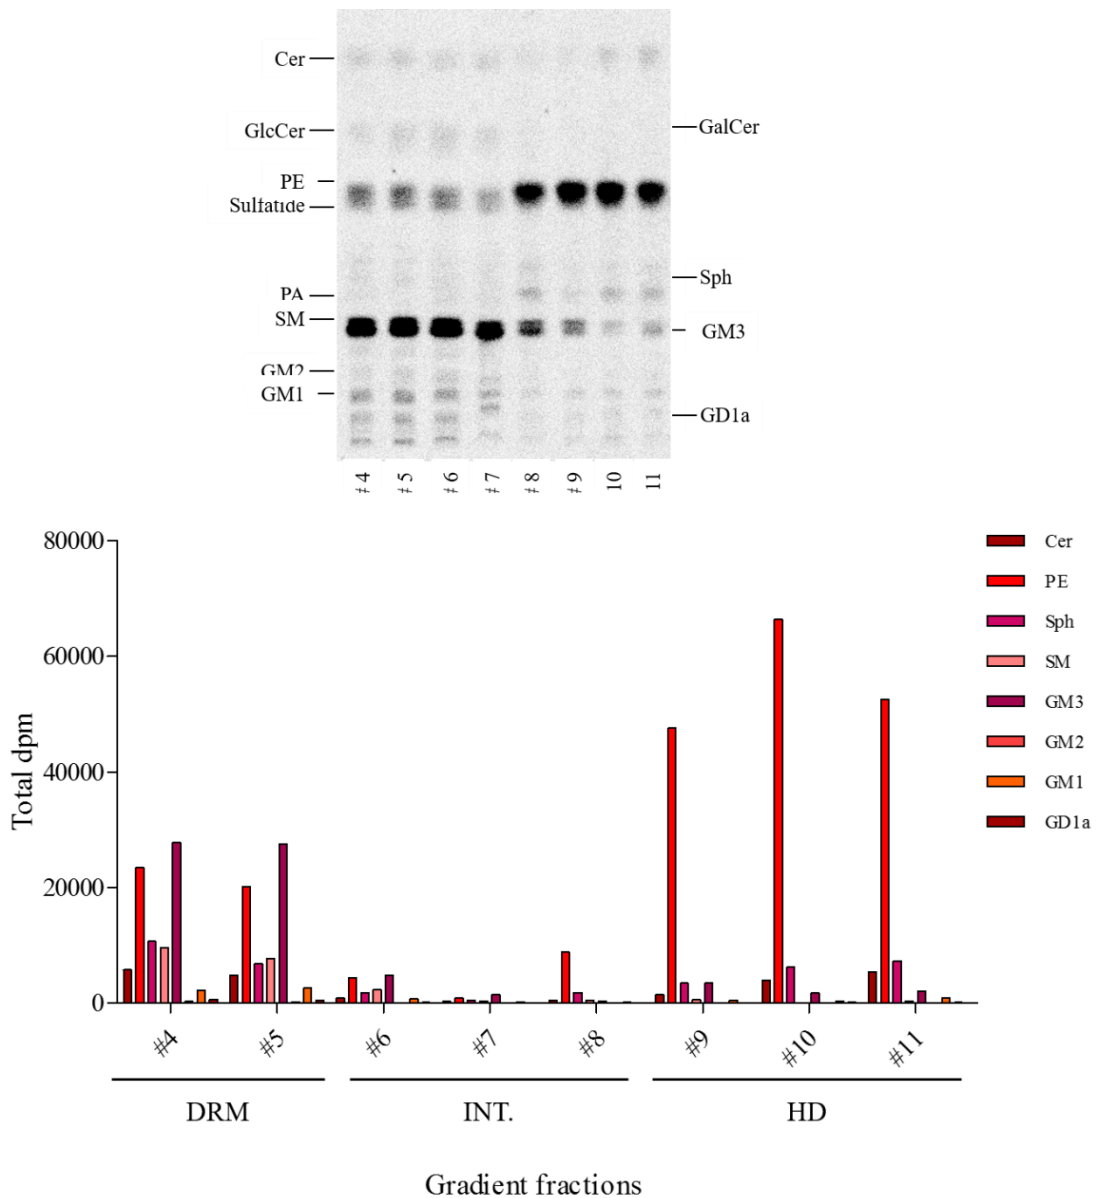 Cer
GlcCer
GalCer
PE
Sulfatide
Sph
PA
SM
GM3
GM2
GM1
GD1a
#4 #5 #6 #7 #8 #9 10 11
80000
60000
40000
20000
0
Total dpm
Cer
PE
Sph
SM
GM3
GM2
GM1
GD1a
#4 #5 #6 #7 #8 #9 #10 #11
DRM INT. HD
Gradient fractions